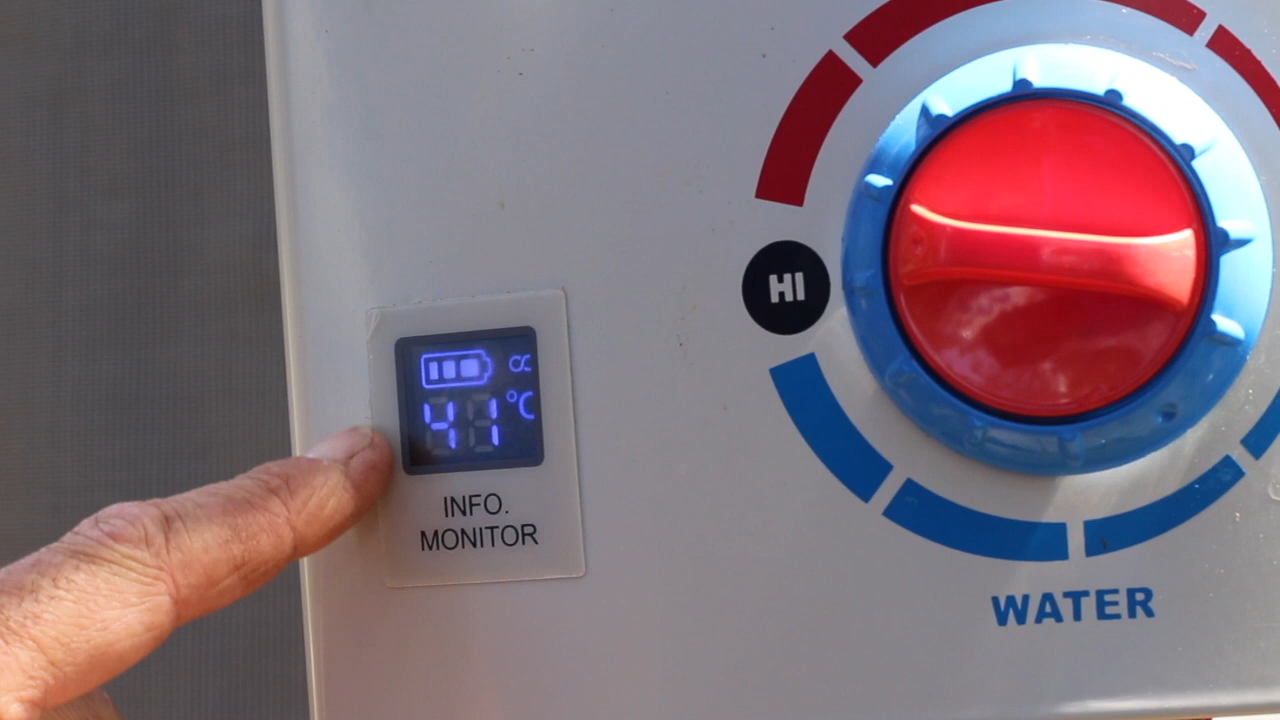 HI
41 °C
INFO.
MONITOR
WATER